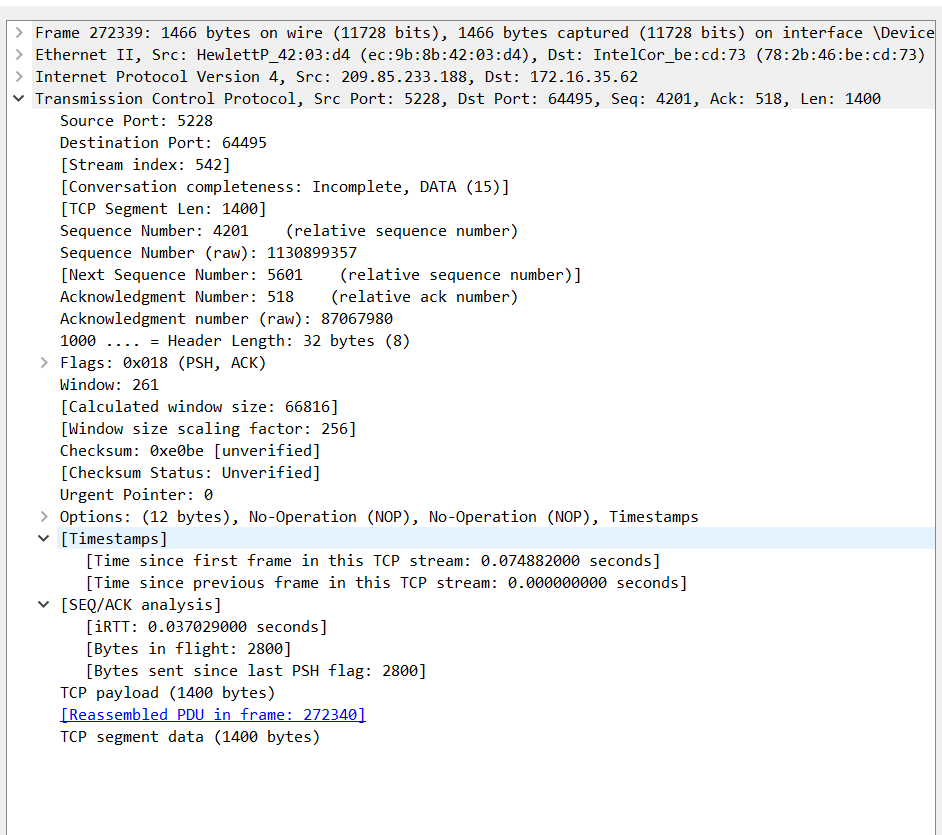 Frame 272339: 1466 bytes on wire (11728 bits), 1466 bytes captured (11728 bits) on interface \Device
Ethernet II, Src: HewlettP_42:03:d4 (ec:9b:8b:42:03:d4), Dst: IntelCor_be:cd:73 (78:2b:46:be:cd:73)
Internet Protocol Version 4, Src: 209.85.233.188, Dst: 172.16.35.62
Transmission Control Protocol, Src Port: 5228, Dst Port: 64495, Seq: 4201, Ack: 518, Len: 1400
Source Port: 5228
Destination Port: 64495
[Stream index: 542]
[Conversation completeness: Incomplete, DATA (15)]
[TCP Segment Len: 1400]
Sequence Number: 4201    (relative sequence number)
Sequence Number (raw): 1130899357
[Next Sequence Number: 5601    (relative sequence number)]
Acknowledgment Number: 518    (relative ack number)
Acknowledgment number (raw): 87067980
1000 .... = Header Length: 32 bytes (8)
Flags: 0x018 (PSH, ACK)
Window: 261
[Calculated window size: 66816]
[Window size scaling factor: 256]
Checksum: 0xe0be [unverified]
[Checksum Status: Unverified]
Urgent Pointer: 0
Options: (12 bytes), No-Operation (NOP), No-Operation (NOP), Timestamps
[Timestamps]
[Time since first frame in this TCP stream: 0.074882000 seconds]
[Time since previous frame in this TCP stream: 0.000000000 seconds]
[SEQ/ACK analysis]
[iRTT: 0.037029000 seconds]
[Bytes in flight: 2800]
[Bytes sent since last PSH flag: 2800]
TCP payload (1400 bytes)
[Reassembled PDU in frame: 272340]
TCP segment data (1400 bytes)